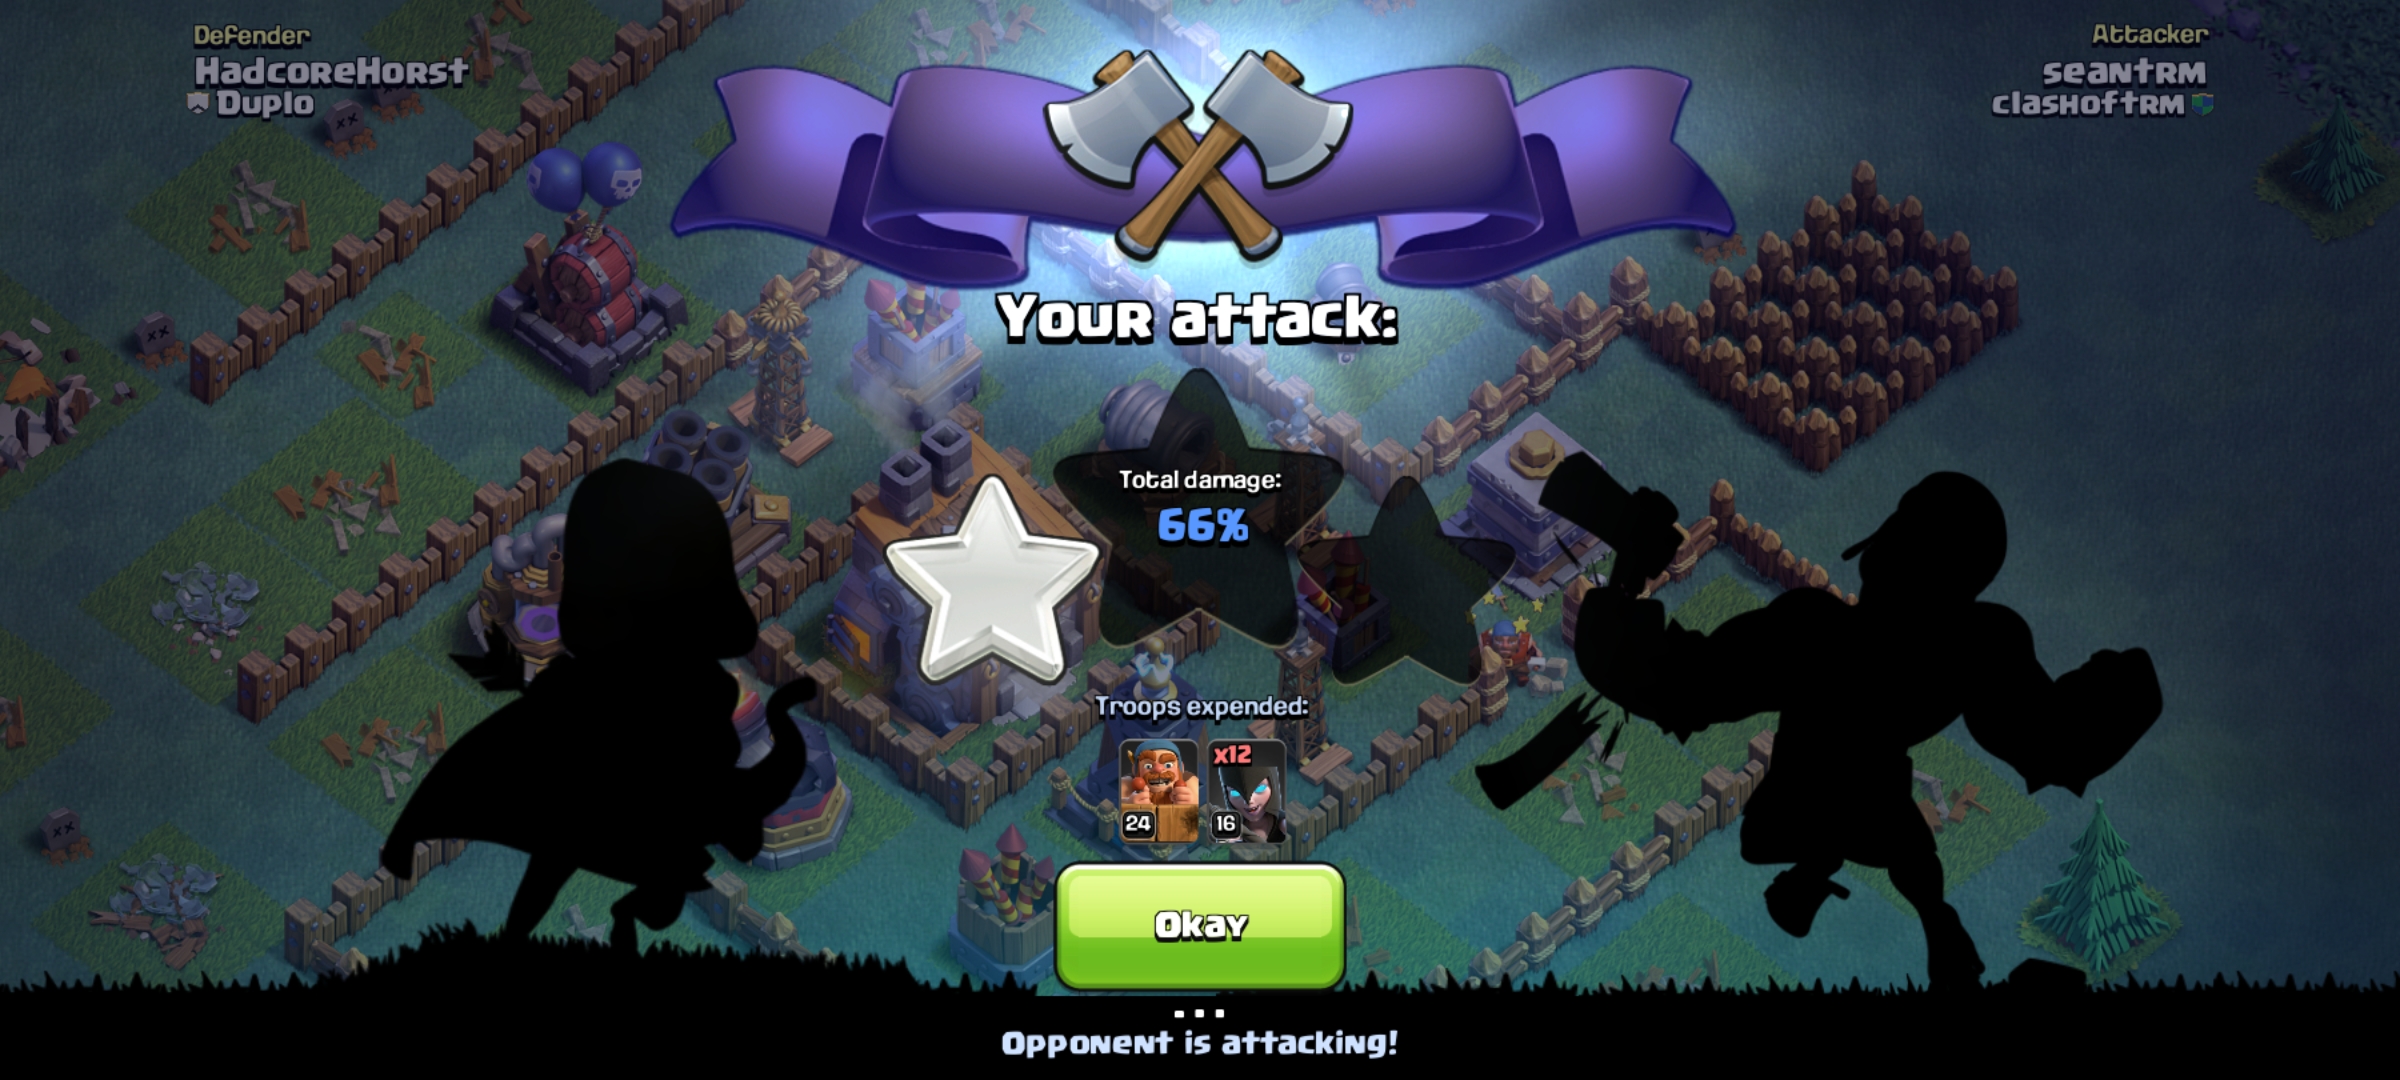 Defender
HadcoreHorst
Duplo
Attacker
seantrm
clashoftrm
Your attack:
Total damage:
66%
Troops expended:
x12
24
16
Okay
...
Opponent is attacking!